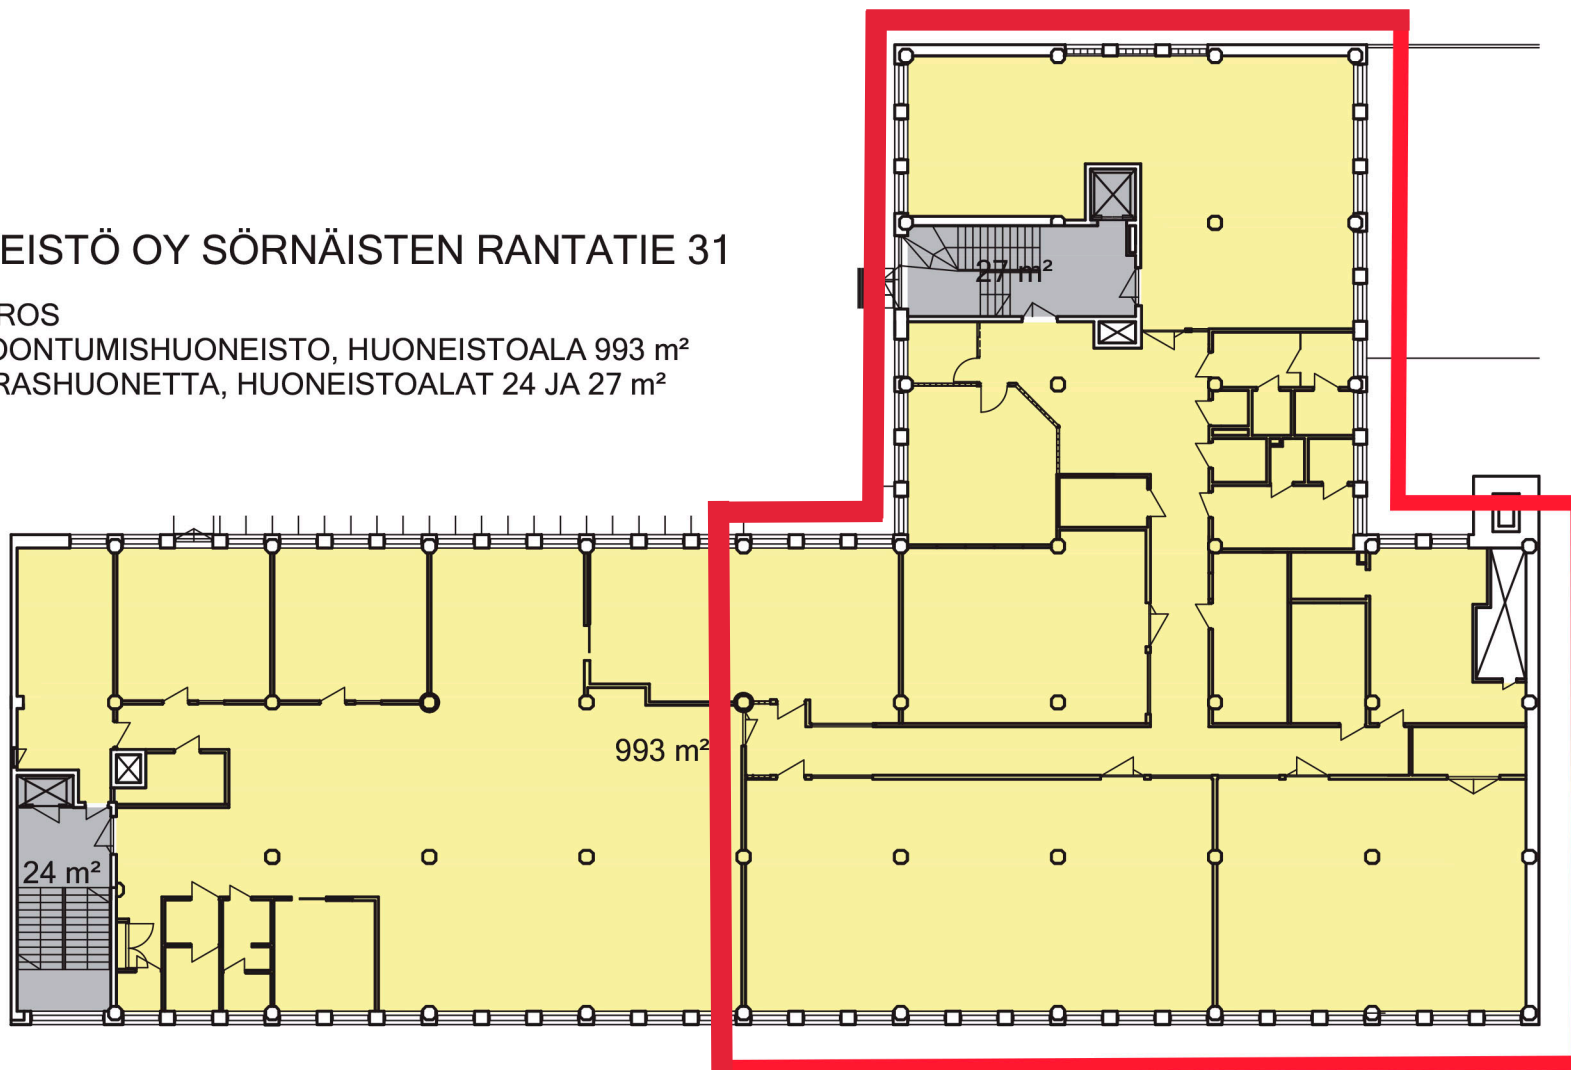 EISTÖ OY SÖRNÄISTEN RANTATIE 31
ROS
OONTUMISHUONEISTO, HUONEISTOALA 993 m²
RASHUONETTA, HUONEISTOALAT 24 JA 27 m²
27 m²
993 m²
24 m²